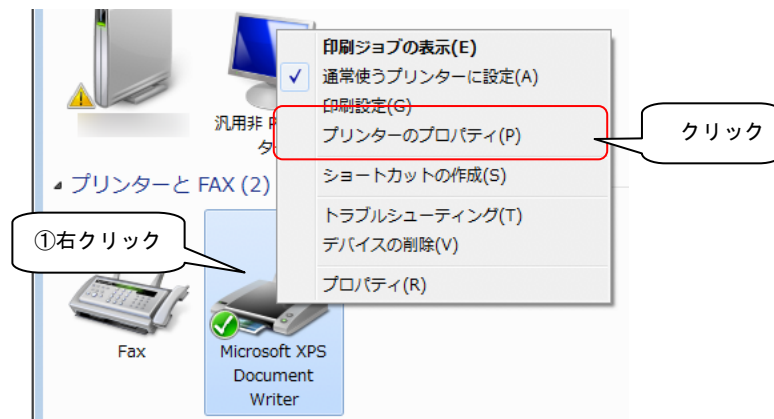 印刷ジョブの表示(E)
通常使うプリンターに設定(A)
印刷設定(G)
プリンターのプロパティ(P)
クリック
ショートカットの作成(S)
トラブルシューティング(T)
デバイスの削除(V)
プロパティ(R)
汎用非 P
タ
プリンターと FAX (2)
①右クリック
Fax
Microsoft XPS
Document
Writer